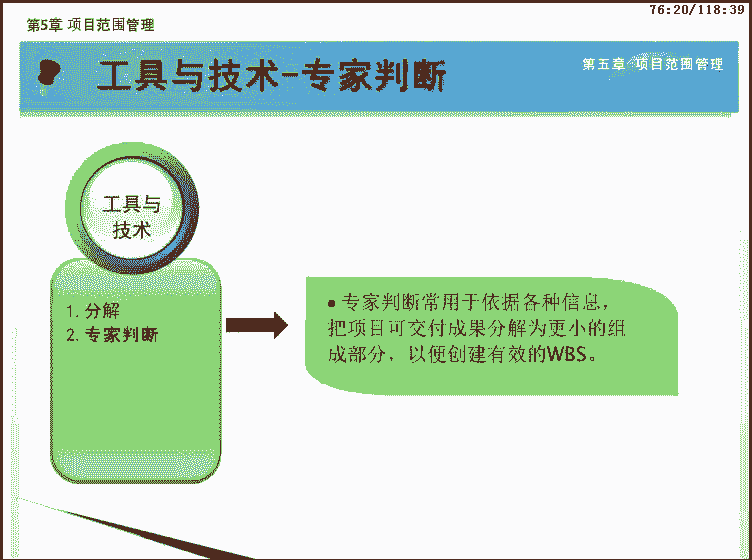 76:20/118:39
第5章 项目范围管理
工具与技术-专家判断
第五章 项目范围管理
工具与
技术
1. 分解
2. 专家判断
• 专家判断常用于依据各种信息，
把项目可交付成果分解为更小的组
成部分，以便创建有效的WBS。